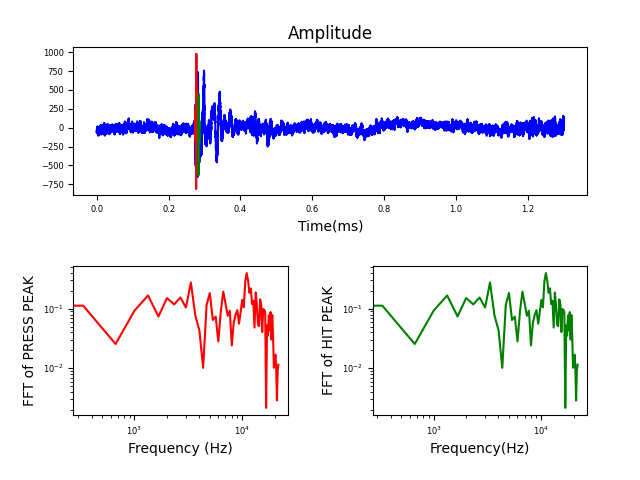 Amplitude
1000
750
500
250
0
−250
−500
−750
0.0 0.2 0.4 0.6 0.8 1.0 1.2
Time(ms)
FFT of PRESS PEAK
10⁻¹
10⁻²
10³ 10⁴
Frequency (Hz)
FFT of HIT PEAK
10⁻¹
10⁻²
10³ 10⁴
Frequency(Hz)